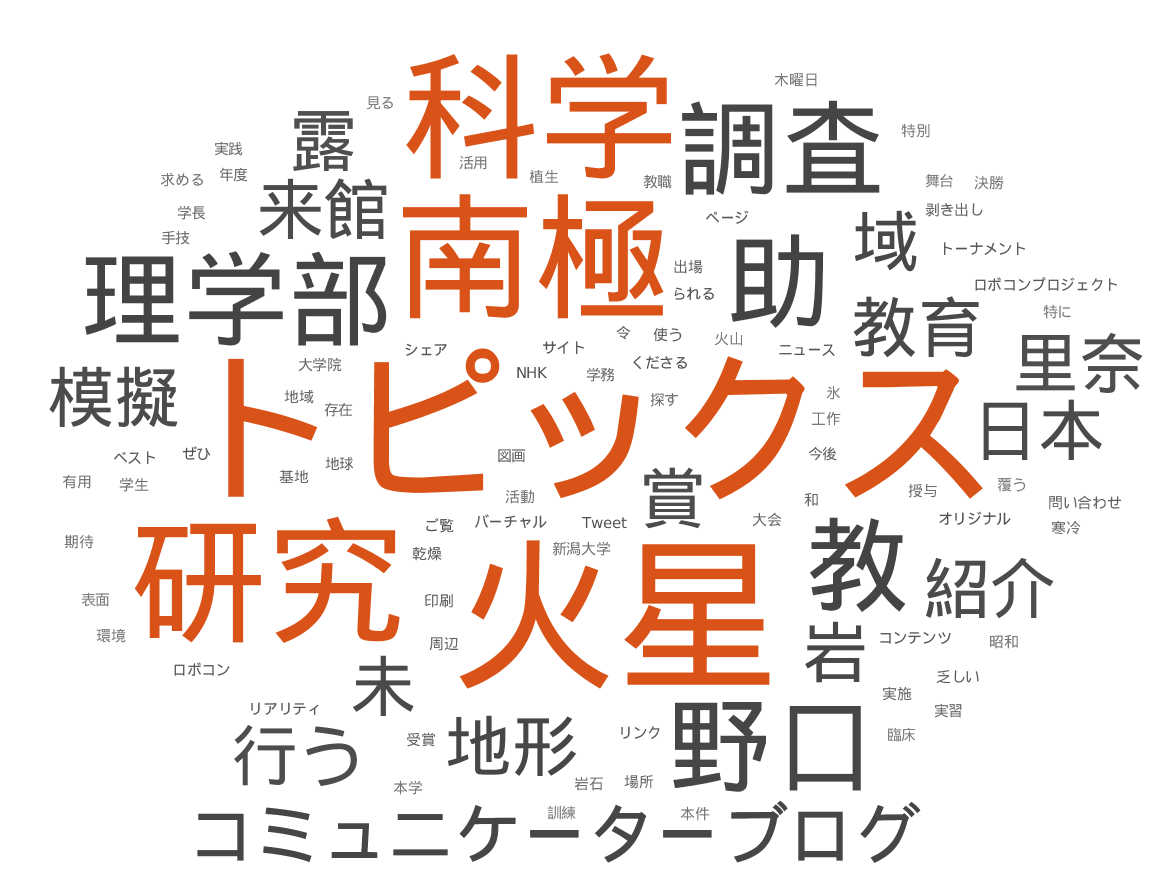 木曜日
科学
見る
露
調査
特別
実践
活用
植生
教職
求める
年度
舞台
決勝
来館
学長
南極
ページ
剥き出し
手技
域
トーナメント
理学部
助
出場
られる
ロボコンプロジェクト
教育
特に
令
使う
火山
シェア
サイト
ニュース
里奈
大学院
くださる
NHK
学務
模擬
トピックス
地域
存在
探す
氷
工作
日本
ベスト
ぜひ
図画
今後
基地
地球
有用
学生
活動
賞
和
授与
覆う
問い合わせ
ご覧
バーチャル
Tweet
大会
オリジナル
寒冷
研究
期待
乾燥
新潟大学
火星
教
紹介
表面
印刷
環境
周辺
岩
コンテンツ
昭和
ロボコン
未
乏しい
実施
リアリティ
実習
行う
受賞
地形
リンク
野口
臨床
本学
岩石
場所
訓練
本件
コミュニケーターブログ